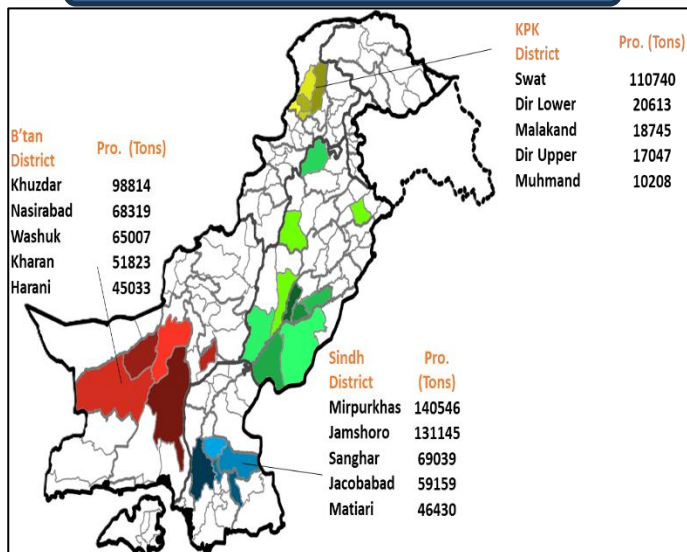 KPK
District Pro. (Tons)
Swat 110740
Dir Lower 20613
Malakand 18745
Dir Upper 17047
Muhmand 10208
B'tan
District Pro. (Tons)
Khuzdar 98814
Nasirabad 68319
Washuk 65007
Kharan 51823
Harani 45033
Sindh Pro.
District (Tons)
Mirpurkhas 140546
Jamshoro 131145
Sanghar 69039
Jacobabad 59159
Matiari 46430